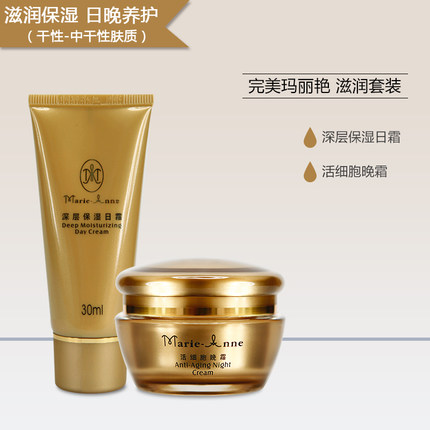 滋润保湿 日晚养护
（干性-中干性肤质）
完美玛丽艳 滋润套装
深层保湿日霜
活细胞晚霜
Marie-Anne
深层保湿日霜
Deep Moisturizing
Day Cream
30ml
Marie-Anne
活细胞晚霜
Anti-Aging Night
Cream